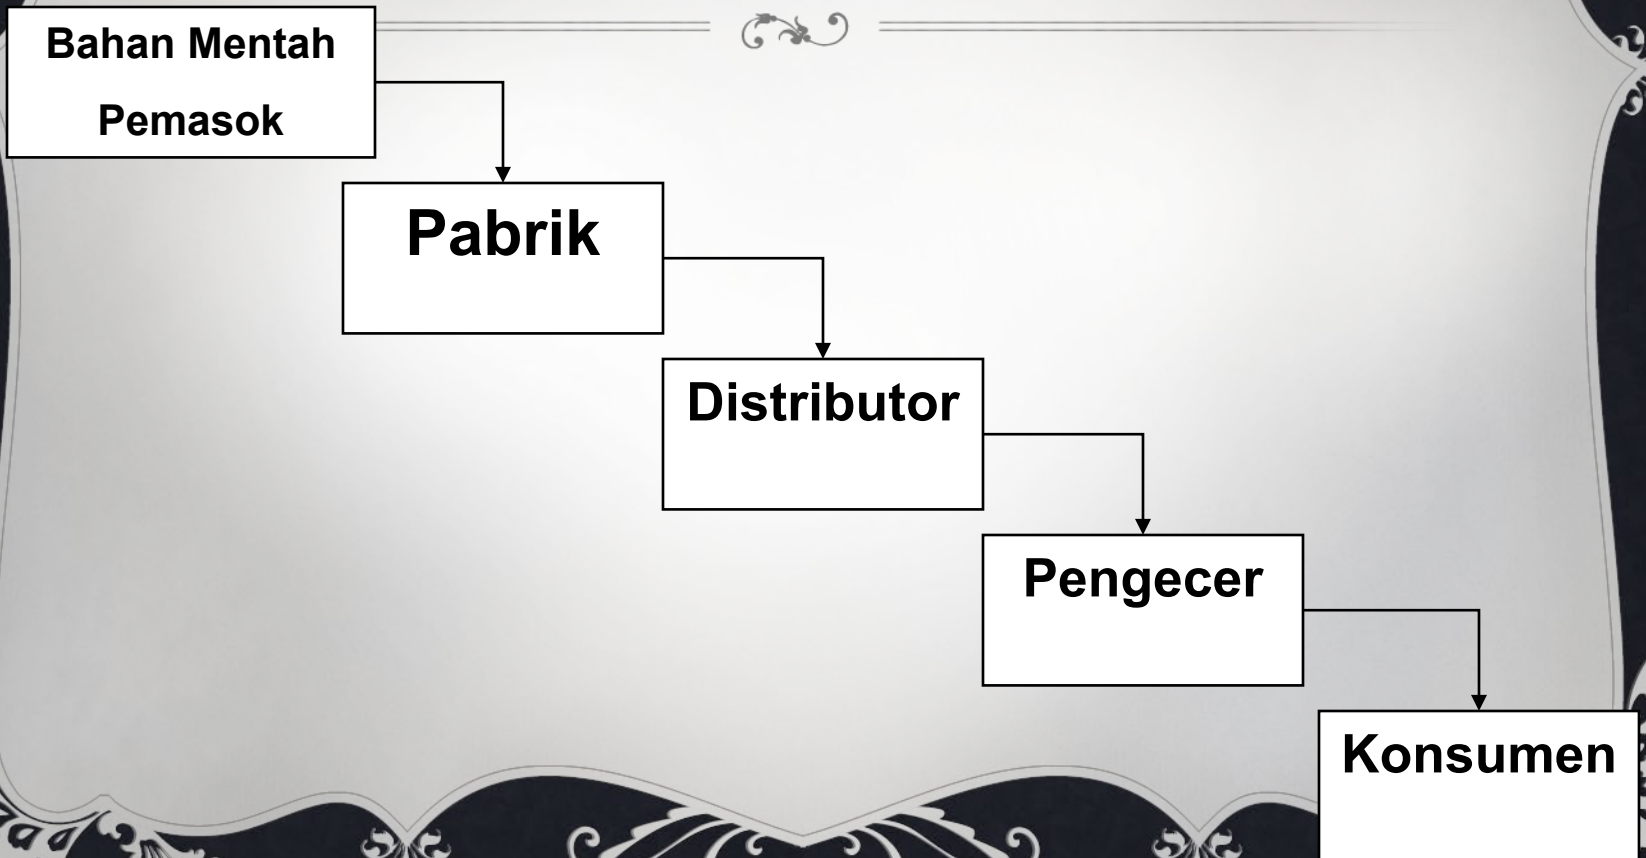 Bahan Mentah
Pemasok
Pabrik
Distributor
Pengecer
Konsumen